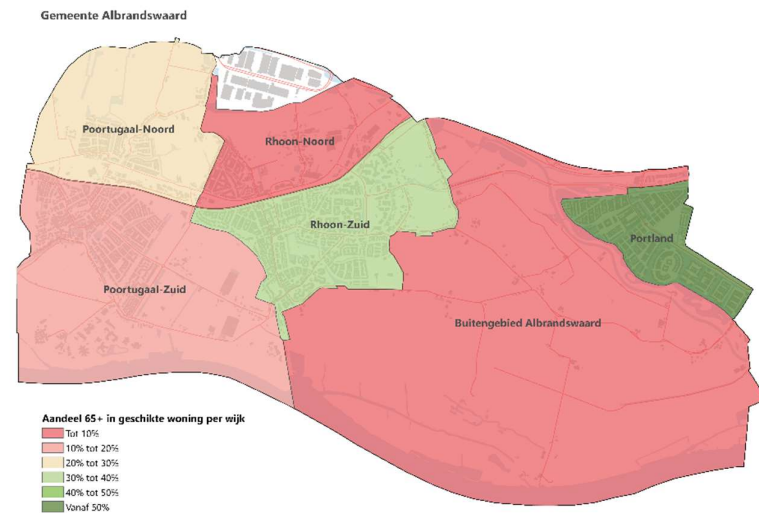 Gemeente Albrandswaard
Poortugaal-Noord
Rhoon-Noord
Rhoon-Zuid
Portland
Poortugaal-Zuid
Buitengebied Albrandswaard
Aandeel 65+ in geschikte woning per wijk
Tot 10%
10% tot 20%
20% tot 30%
30% tot 40%
40% tot 50%
Vanaf 50%